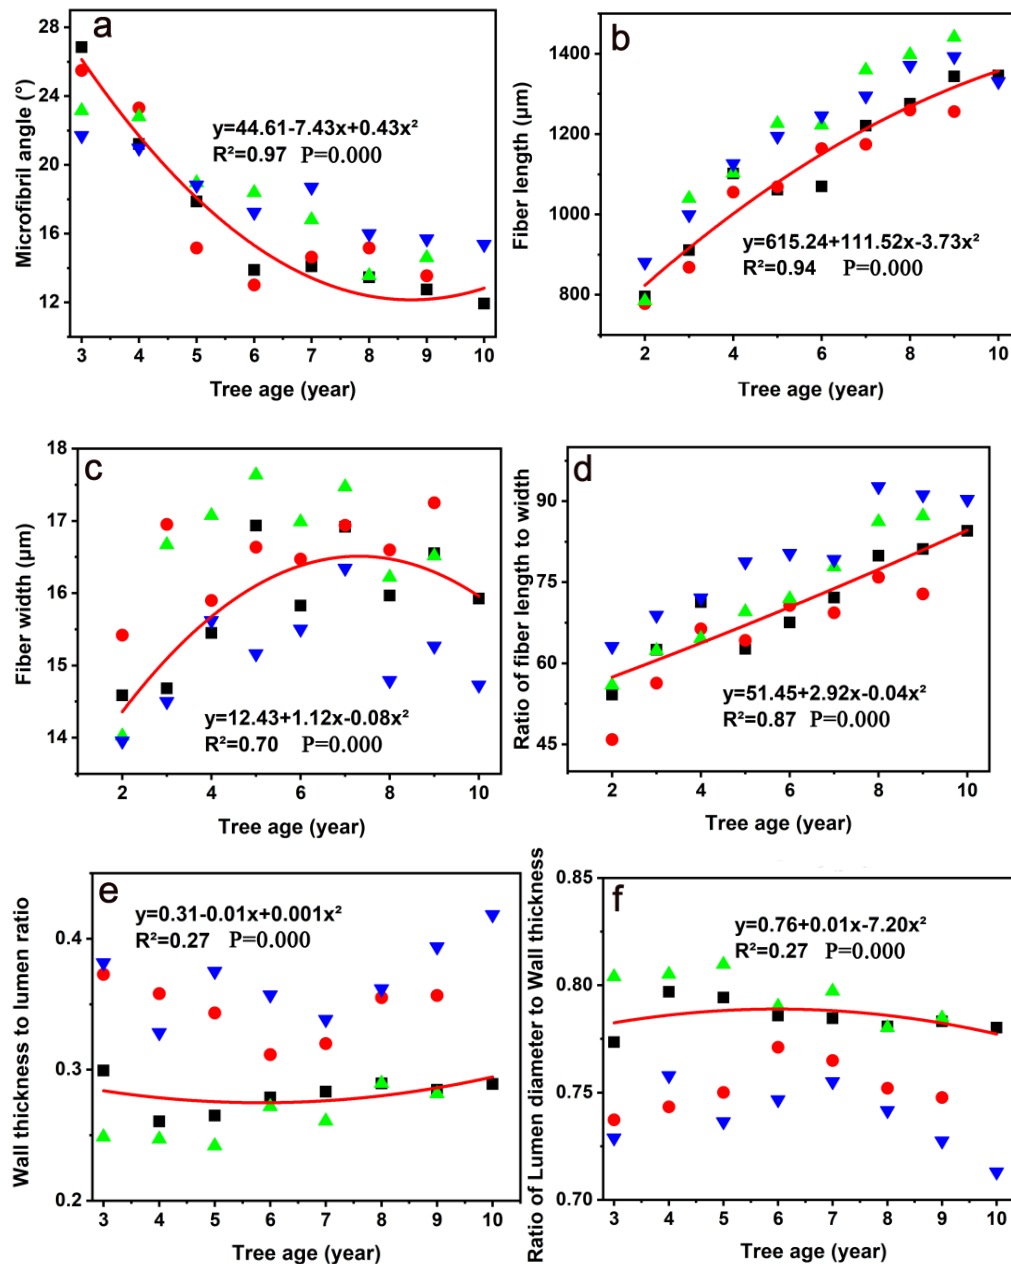 a
28
24
20
16
12
Microfibril angle (°)
y=44.61-7.43x+0.43x²
R²=0.97 P=0.000
3 4 5 6 7 8 9 10
Tree age (year)
b
1400
1200
1000
800
Fiber length (μm)
y=615.24+111.52x-3.73x²
R²=0.94 P=0.000
2 4 6 8 10
Tree age (year)
c
18
17
16
15
14
Fiber width (μm)
y=12.43+1.12x-0.08x²
R²=0.70 P=0.000
2 4 6 8 10
Tree age (year)
d
90
75
60
45
Ratio of fiber length to width
y=51.45+2.92x-0.04x²
R²=0.87 P=0.000
2 4 6 8 10
Tree age (year)
e
0.4
0.3
0.2
Wall thickness to lumen ratio
y=0.31-0.01x+0.001x²
R²=0.27 P=0.000
3 4 5 6 7 8 9 10
Tree age (year)
f
0.85
0.80
0.75
0.70
Ratio of Lumen diameter to Wall thickness
y=0.76+0.01x-7.20x²
R²=0.27 P=0.000
3 4 5 6 7 8 9 10
Tree age (year)